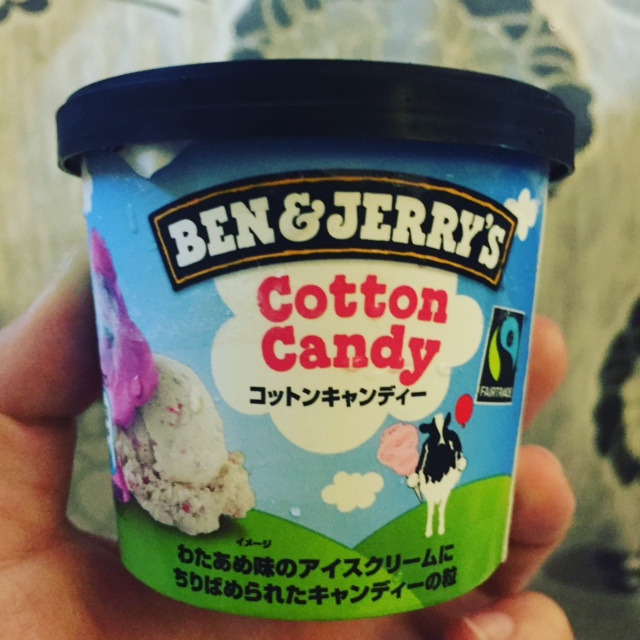 BEN & JERRY'S
Cotton
Candy
コットンキャンディー
FAIRTRADE
イメージ
わたあめ味のアイスクリームに
ちりばめられたキャンディーの粒